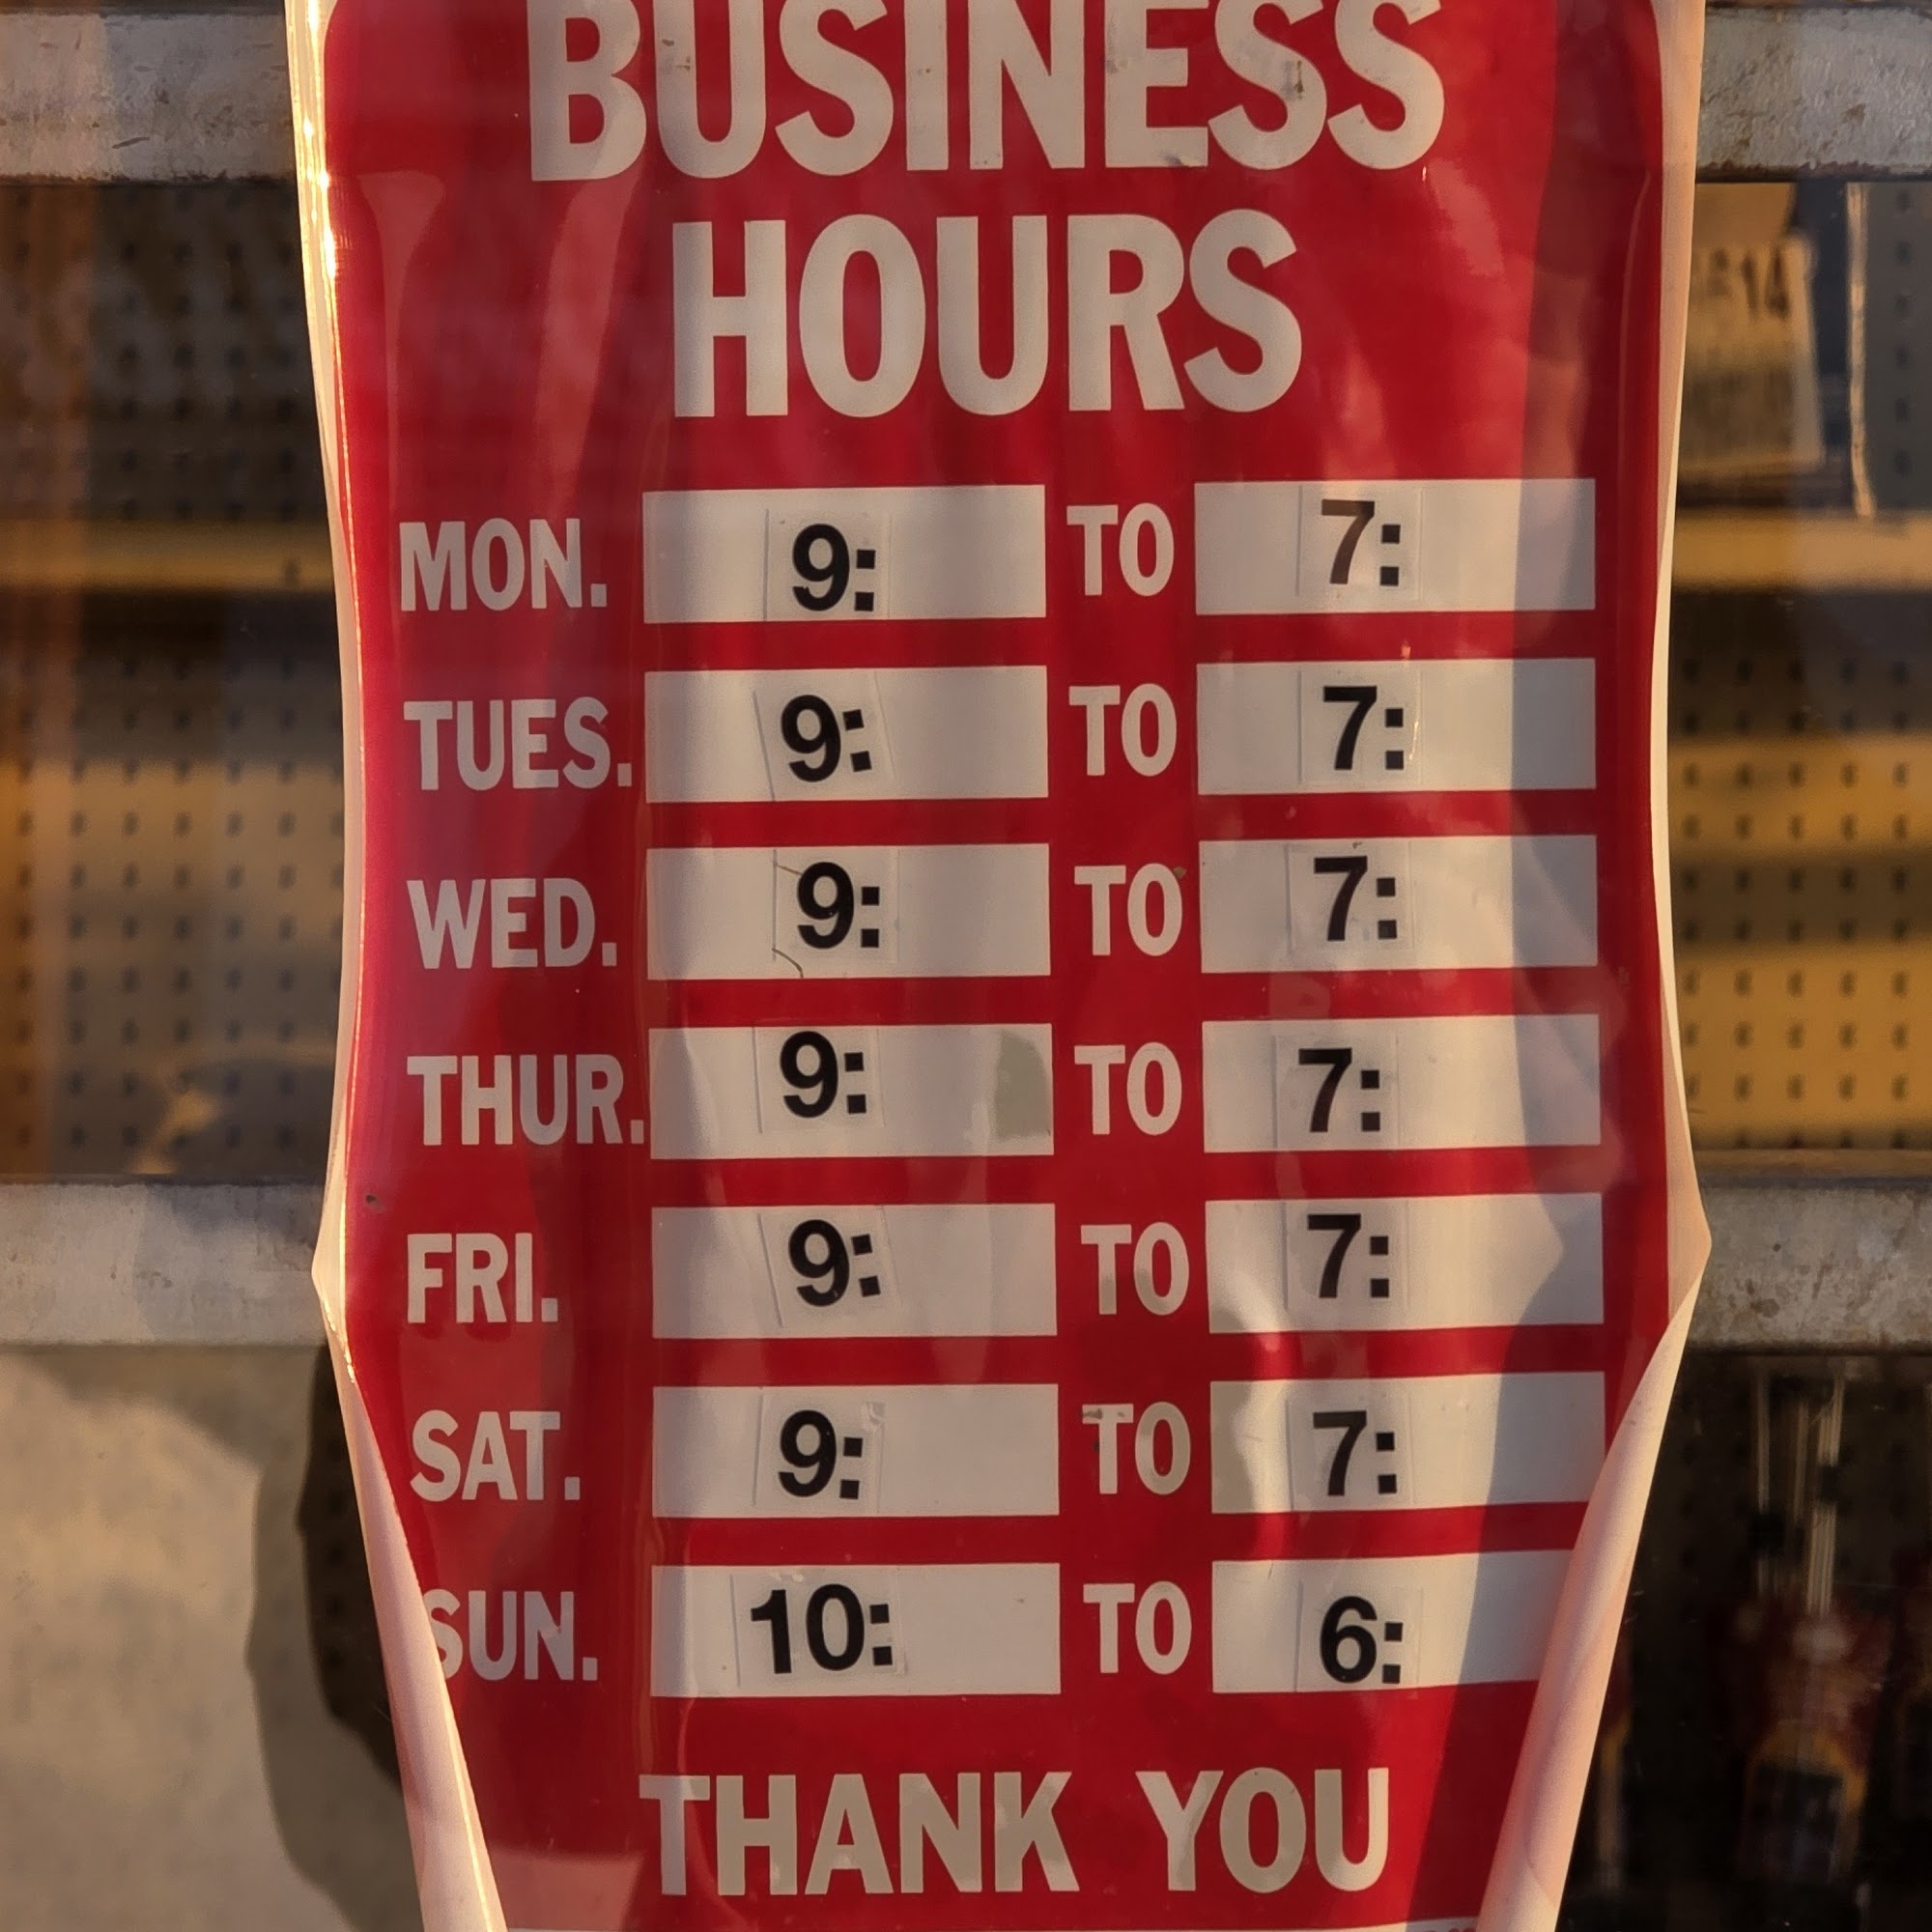 BUSINESS
HOURS
MON. 9: TO 7:
TUES. 9: TO 7:
WED. 9: TO 7:
THUR. 9: TO 7:
FRI. 9: TO 7:
SAT. 9: TO 7:
SUN. 10: TO 6:
THANK YOU